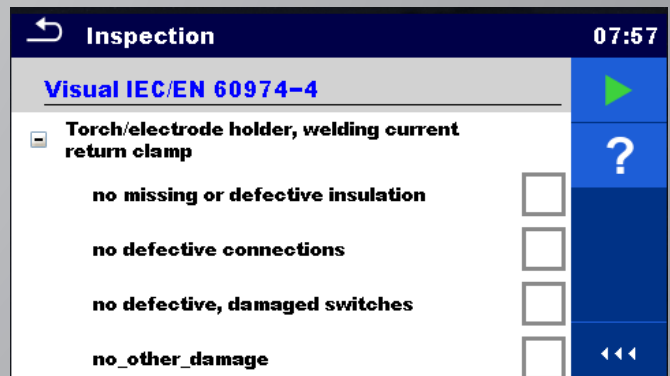 Inspection
07:57
Visual IEC/EN 60974-4
Torch/electrode holder, welding current
return clamp
no missing or defective insulation
no defective connections
no defective, damaged switches
no_other_damage
?